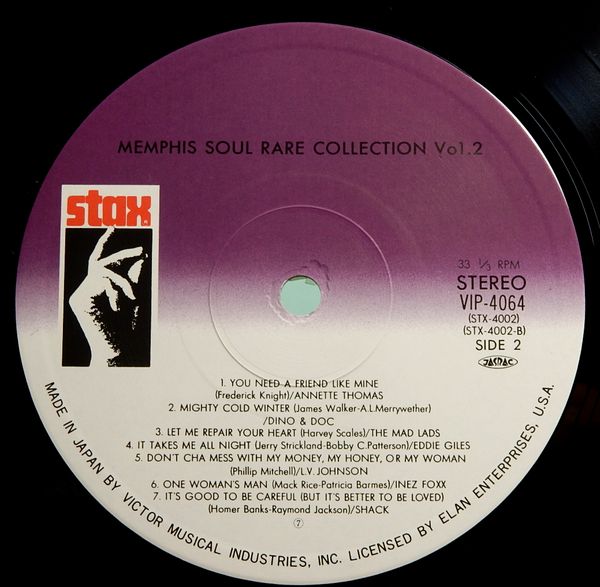 MEMPHIS SOUL RARE COLLECTION Vol.2
stax
33 1/3 RPM
STEREO
VIP-4064
(STX-4002)
(STX-4002-B)
SIDE 2
JASRAC
1. YOU NEED A FRIEND LIKE MINE
(Frederick Knight)/ANNETTE THOMAS
2. MIGHTY COLD WINTER (James Walker-A.I.Merrywether)
/DINO & DOC
3. LET ME REPAIR YOUR HEART (Harvey Scales)/THE MAD LADS
4. IT TAKES ME ALL NIGHT (Jerry Strickland-Bobby C.Patterson)/EDDIE GILES
5. DON'T CHA MESS WITH MY MONEY, MY HONEY, OR MY WOMAN
(Phillip Mitchell)/L.V. JOHNSON
6. ONE WOMAN'S MAN (Mack Rice-Patricia Barmes)/INEZ FOXX
7. IT'S GOOD TO BE CAREFUL (BUT IT'S BETTER TO BE LOVED)
(Homer Banks-Raymond Jackson)/SHACK
⑦
MADE IN JAPAN BY VICTOR MUSICAL INDUSTRIES, INC. LICENSED BY ELAN ENTERPRISES, U.S.A.